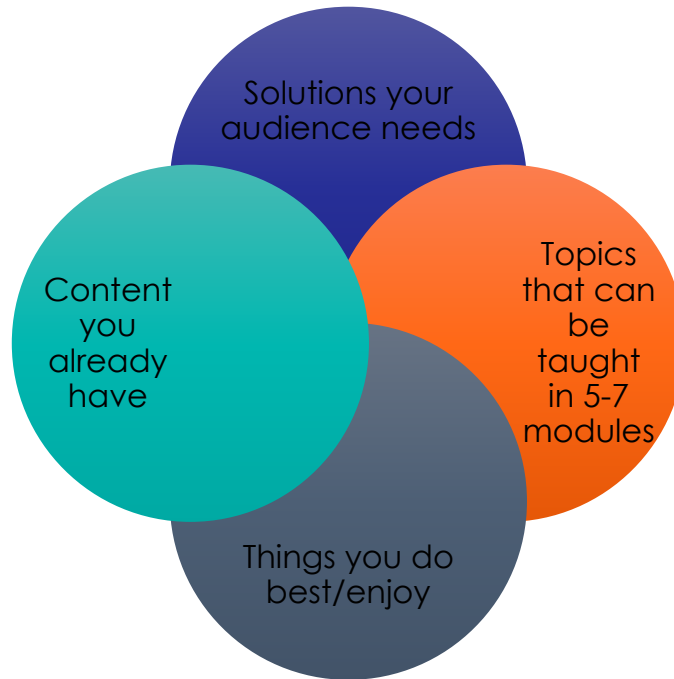 Solutions your
audience needs
Topics
that can
be
taught
in 5-7
modules
Things you do
best/enjoy
Content
you
already
have